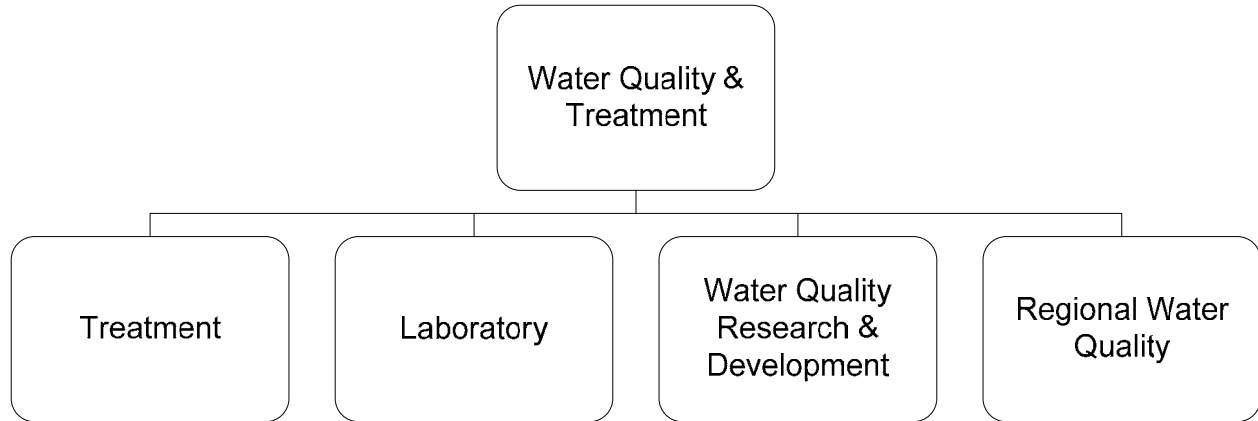 Water Quality &
Treatment
Treatment
Laboratory
Water Quality
Research &
Development
Regional Water
Quality